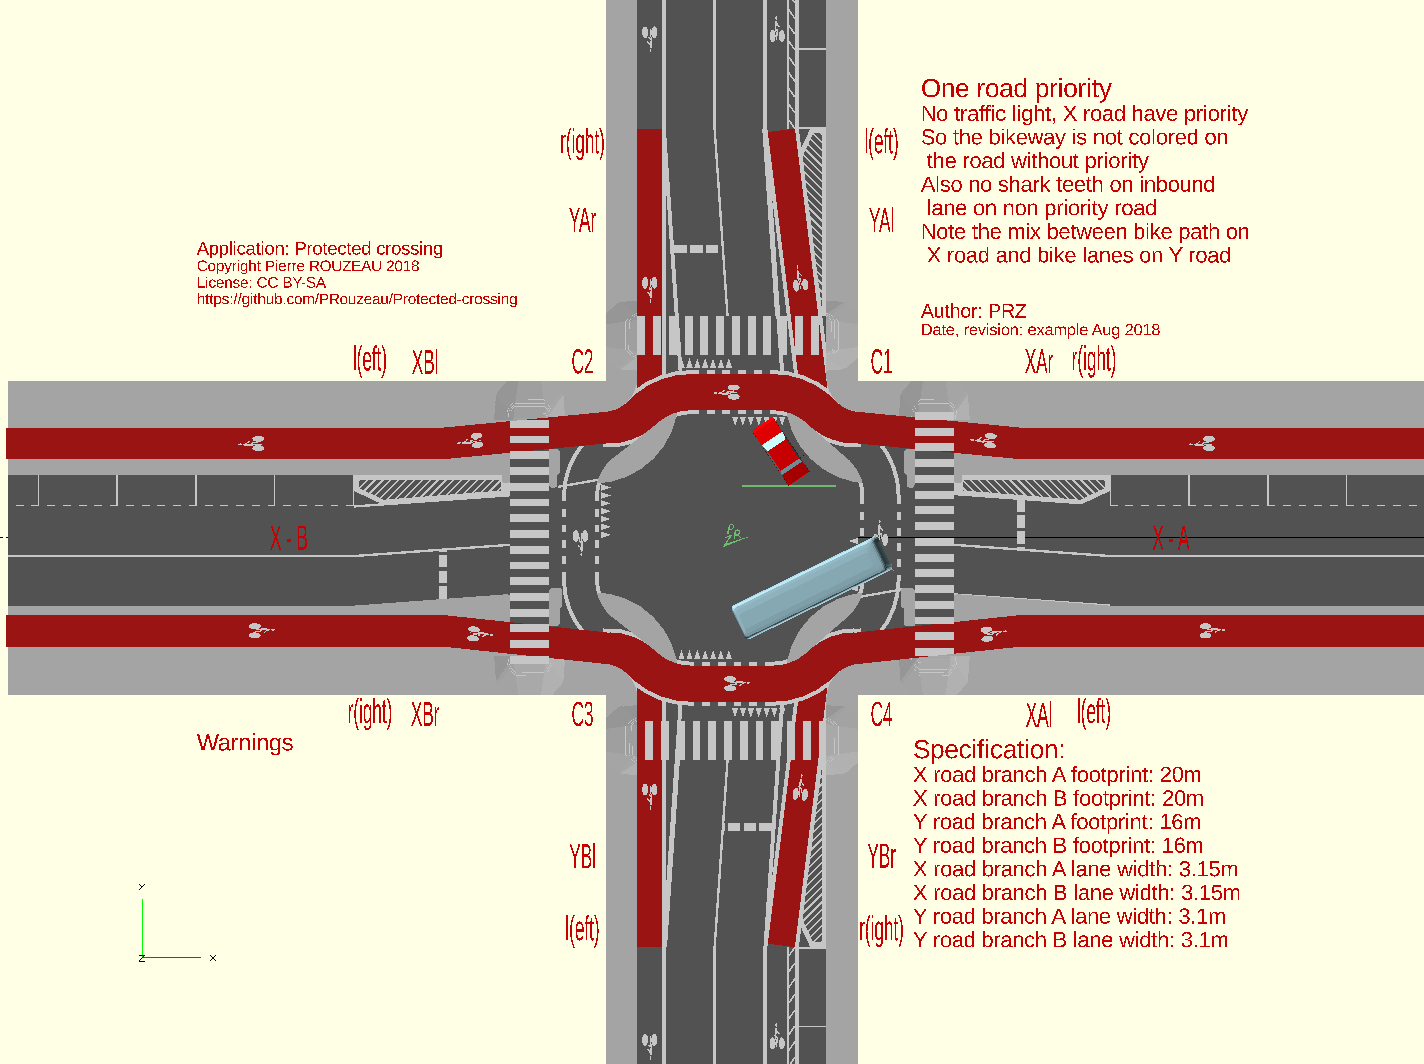 One road priority
No traffic light, X road have priority
So the bikeway is not colored on
the road without priority
Also no shark teeth on inbound
lane on non priority road
Note the mix between bike path on
X road and bike lanes on Y road
r(ight)
l(eft)
YAr
YAl
Application: Protected crossing
Copyright Pierre ROUZEAU 2018
License: CC BY-SA
https://github.com/PRouzeau/Protected-crossing
Author: PRZ
Date, revision: example Aug 2018
l(eft) XBl
C2
C1
XAr r(ight)
X - B
X - A
PRZ
r(ight) XBr
C3
C4
XAl l(eft)
Warnings
Specification:
X road branch A footprint: 20m
X road branch B footprint: 20m
Y road branch A footprint: 16m
Y road branch B footprint: 16m
X road branch A lane width: 3.15m
X road branch B lane width: 3.15m
Y road branch A lane width: 3.1m
Y road branch B lane width: 3.1m
YBl
YBr
l(eft)
r(ight)
Y
Z
X